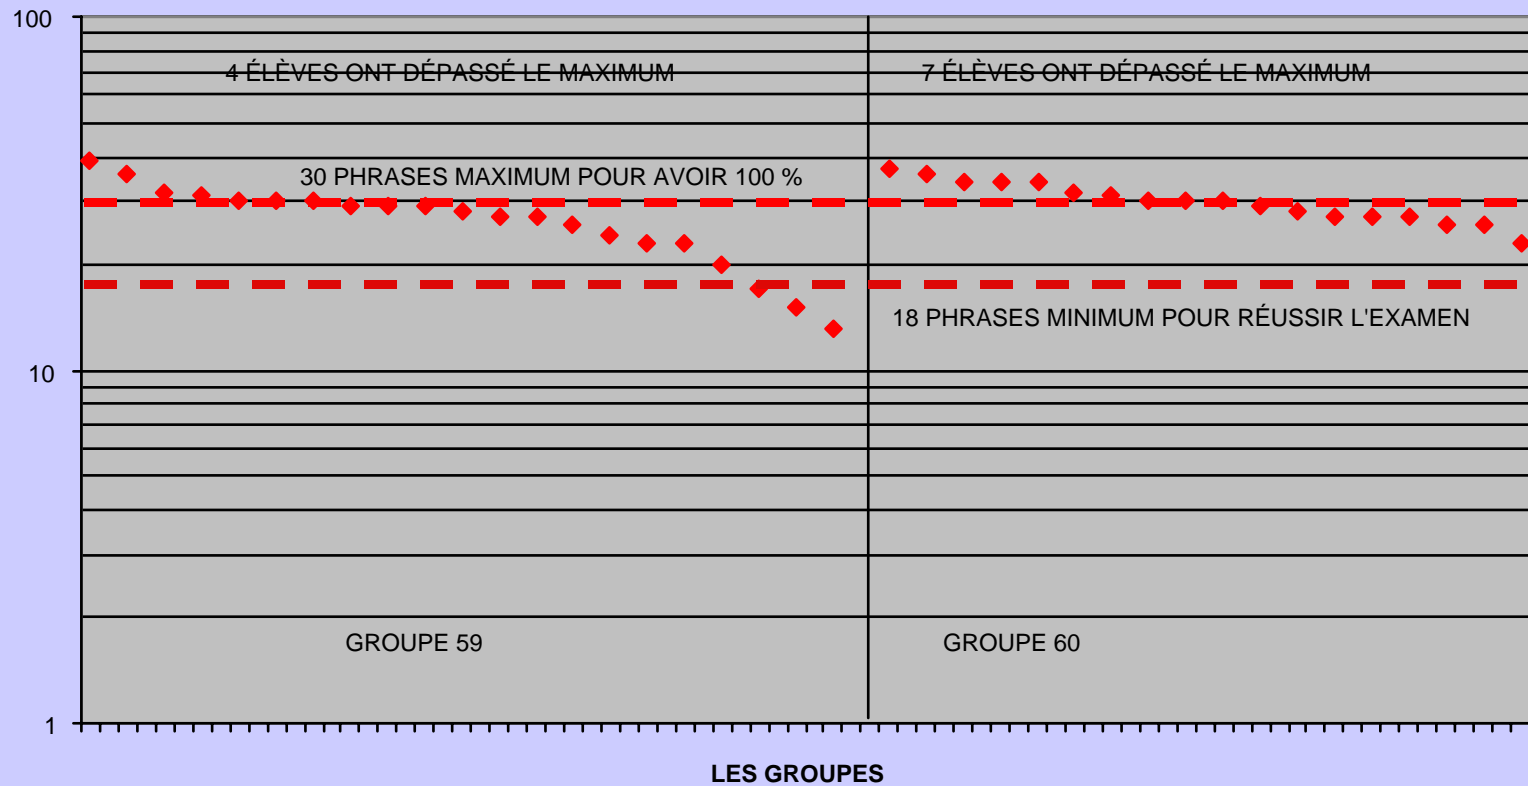 100
4 ÉLÈVES ONT DÉPASSÉ LE MAXIMUM
7 ÉLÈVES ONT DÉPASSÉ LE MAXIMUM
30 PHRASES MAXIMUM POUR AVOIR 100 %
18 PHRASES MINIMUM POUR RÉUSSIR L'EXAMEN
10
GROUPE 59
GROUPE 60
1
LES GROUPES